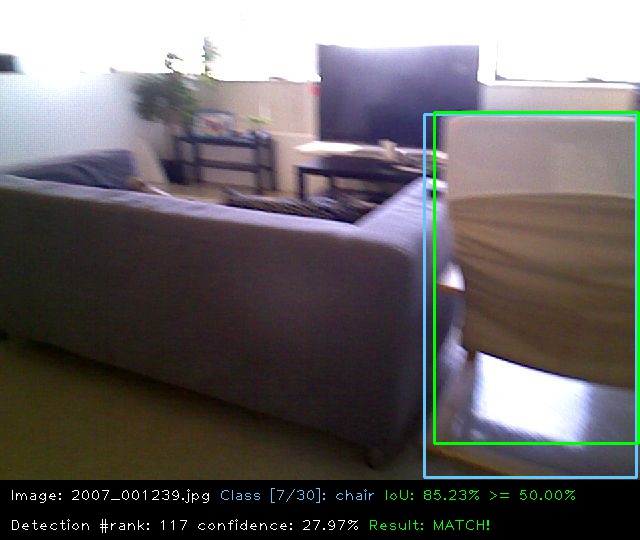 Image: 2007_001239.jpg Class [7/30]: chair IoU: 85.23% >= 50.00%
Detection #rank: 117 confidence: 27.97% Result: MATCH!